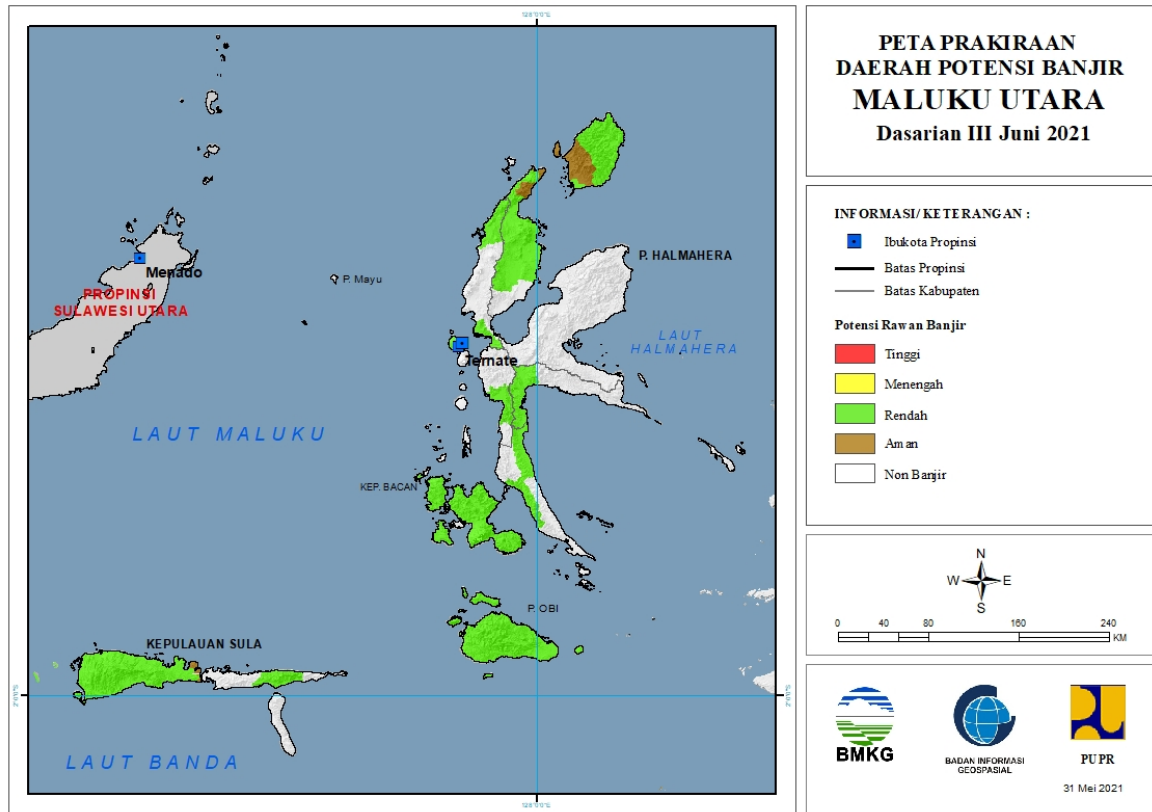 PETA PRAKIRAAN
DAERAH POTENSI BANJIR
MALUKU UTARA
Dasarian III Juni 2021
INFORMASI/ KETERANGAN :
Ibukota Propinsi
Batas Propinsi
Batas Kabupaten
Potensi Rawan Banjir
Tinggi
Menengah
Rendah
Aman
Non Banjir
N
W E
S
0 40 80 160 240
KM
BMKG
BADAN INFORMASI
GEOSPASIAL
PUPR
31 Mei 2021
Menado
PROPINSI
SULAWESI UTARA
P. Mayu
P. HALMAHERA
LAUT
HALMAHERA
Ternate
LAUT MALUKU
KEP. BACAN
P. OBI
KEPULAUAN SULA
LAUT BANDA